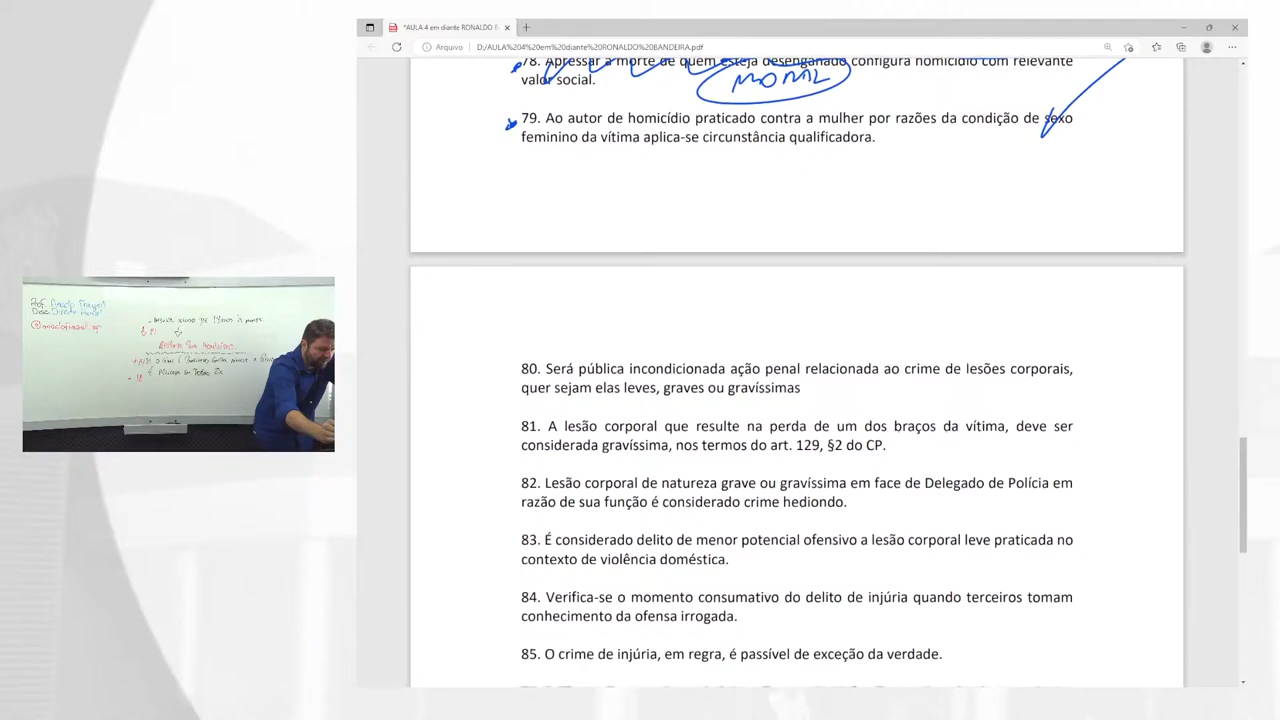 *AULA 4 em diante RONALDO B
Arquivo
D:/AULA%204%20em%20diante%20RONALDO%20BANDEIRA.pdf
78. Apressar a morte de quem esteja desenganado configura homicídio com relevante
valor social.
MORAL
79. Ao autor de homicídio praticado contra a mulher por razões da condição de sexo
feminino da vítima aplica-se circunstância qualificadora.
80. Será pública incondicionada ação penal relacionada ao crime de lesões corporais,
quer sejam elas leves, graves ou gravíssimas
81. A lesão corporal que resulte na perda de um dos braços da vítima, deve ser
considerada gravíssima, nos termos do art. 129, §2 do CP.
82. Lesão corporal de natureza grave ou gravíssima em face de Delegado de Polícia em
razão de sua função é considerado crime hediondo.
83. É considerado delito de menor potencial ofensivo a lesão corporal leve praticada no
contexto de violência doméstica.
84. Verifica-se o momento consumativo do delito de injúria quando terceiros tomam
conhecimento da ofensa irrogada.
85. O crime de injúria, em regra, é passível de exceção da verdade.
Prof.